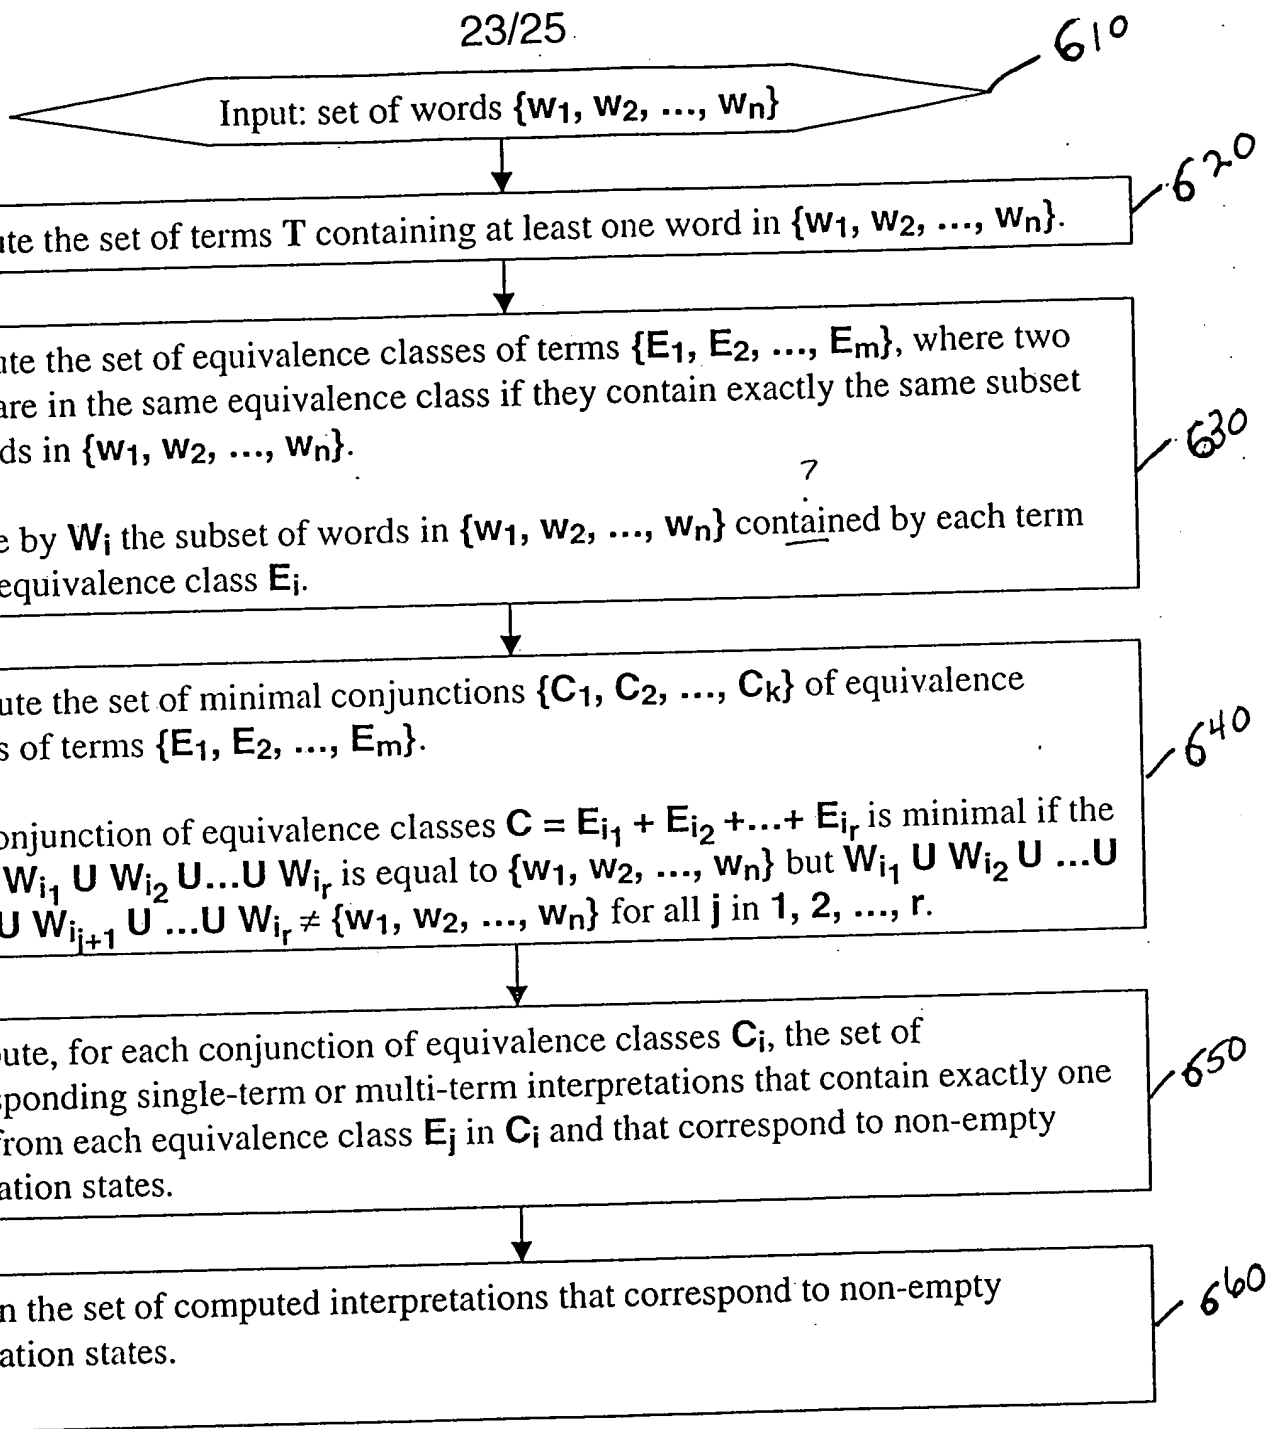 23/25
610
Input: set of words {w1, w2, ..., wn}
620
ute the set of terms T containing at least one word in {w1, w2, ..., wn}.
ute the set of equivalence classes of terms {E1, E2, ..., Em}, where two
are in the same equivalence class if they contain exactly the same subset
ds in {w1, w2, ..., wn}.
630
?
e by Wi the subset of words in {w1, w2, ..., wn} contained by each term
equivalence class Ei.
ute the set of minimal conjunctions {C1, C2, ..., Ck} of equivalence
s of terms {E1, E2, ..., Em}.
640
onjunction of equivalence classes C = Ei1 + Ei2 +...+ Eir is minimal if the
Wi1 U Wi2 U...U Wir is equal to {w1, w2, ..., wn} but Wi1 U Wi2 U ...U
U Wij+1 U ...U Wir ≠ {w1, w2, ..., wn} for all j in 1, 2, ..., r.
ute, for each conjunction of equivalence classes Ci, the set of
sponding single-term or multi-term interpretations that contain exactly one
650
from each equivalence class Ej in Ci and that correspond to non-empty
ation states.
n the set of computed interpretations that correspond to non-empty
660
ation states.